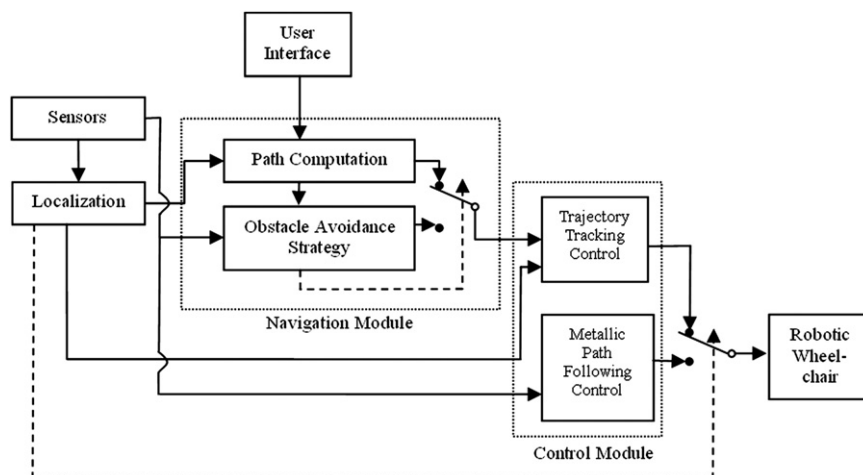 User
Interface
Sensors
Path Computation
Localization
Obstacle Avoidance
Strategy
Trajectory
Tracking
Control
Navigation Module
Metallic
Path
Following
Control
Robotic
Wheel-
chair
Control Module